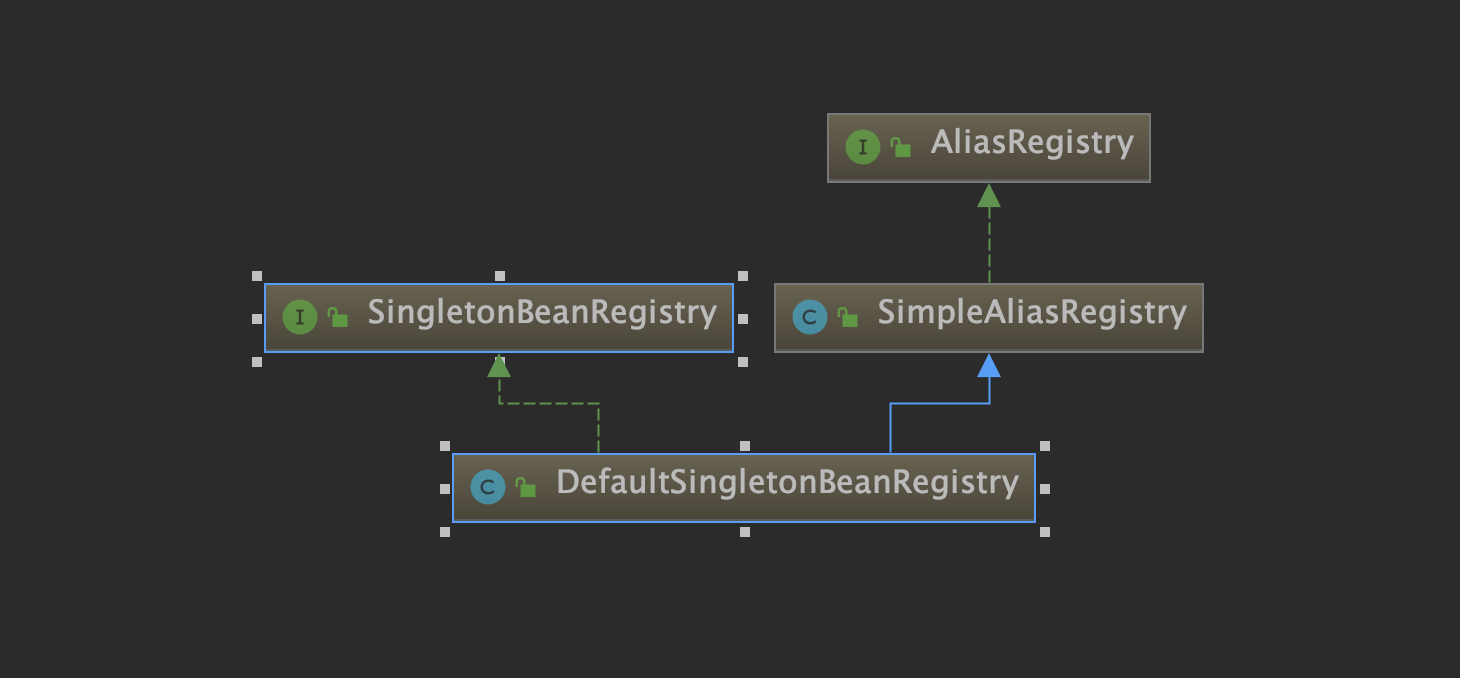 I AliasRegistry
I SingletonBeanRegistry
C SimpleAliasRegistry
C DefaultSingletonBeanRegistry